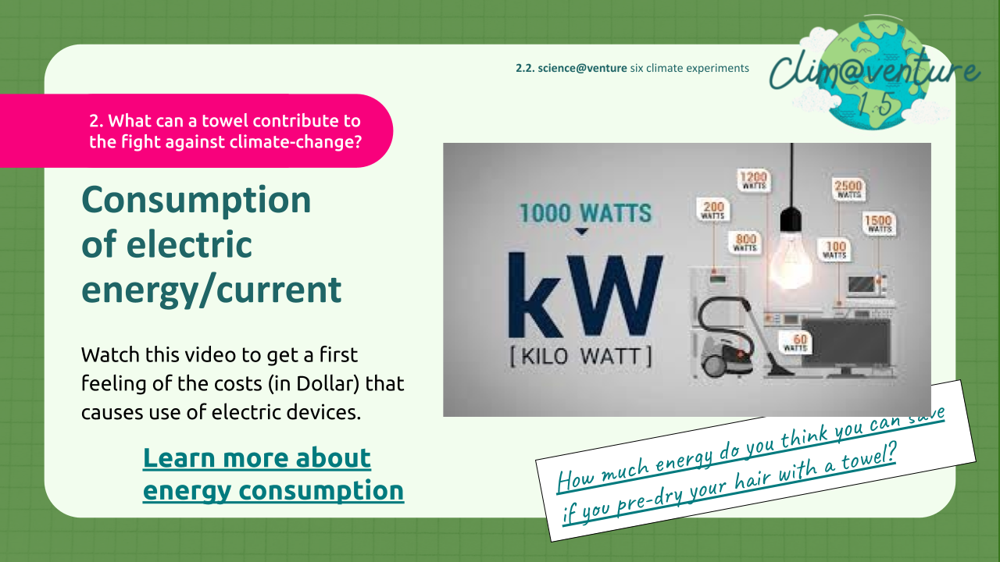 2.2. science@venture six climate experiments
Clim@venture
1.5
2. What can a towel contribute to
the fight against climate-change?
Consumption
of electric
energy/current
Watch this video to get a first
feeling of the costs (in Dollar) that
causes use of electric devices.
Learn more about
energy consumption
1000 WATTS
kW
[KILO WATT]
1200
WATTS
2500
WATTS
200
WATTS
1500
WATTS
800
WATTS
100
WATTS
60
WATTS
How much energy do you think you can save
if you pre-dry your hair with a towel?